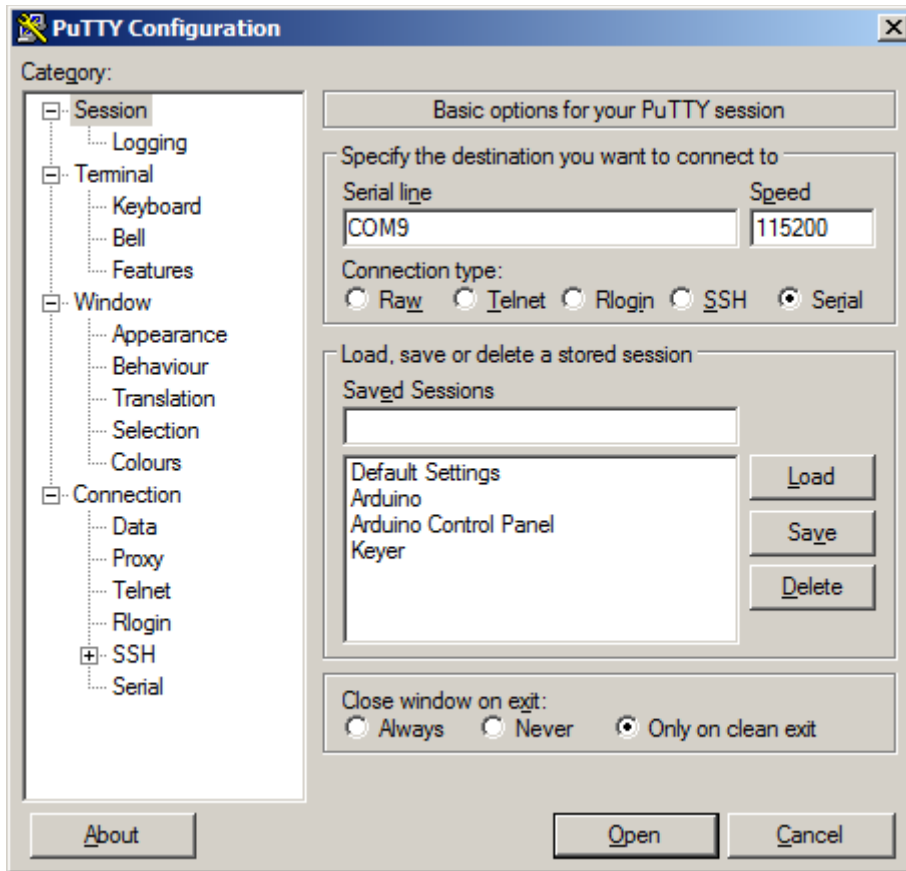 PuTTY Configuration
Category:
Session
Logging
Terminal
Keyboard
Bell
Features
Window
Appearance
Behaviour
Translation
Selection
Colours
Connection
Data
Proxy
Telnet
Rlogin
SSH
Serial
Basic options for your PuTTY session
Specify the destination you want to connect to
Serial line Speed
COM9 115200
Connection type:
Raw Telnet Rlogin SSH Serial
Load, save or delete a stored session
Saved Sessions
Default Settings
Arduino
Arduino Control Panel
Keyer
Load
Save
Delete
Close window on exit:
Always Never Only on clean exit
About Open Cancel